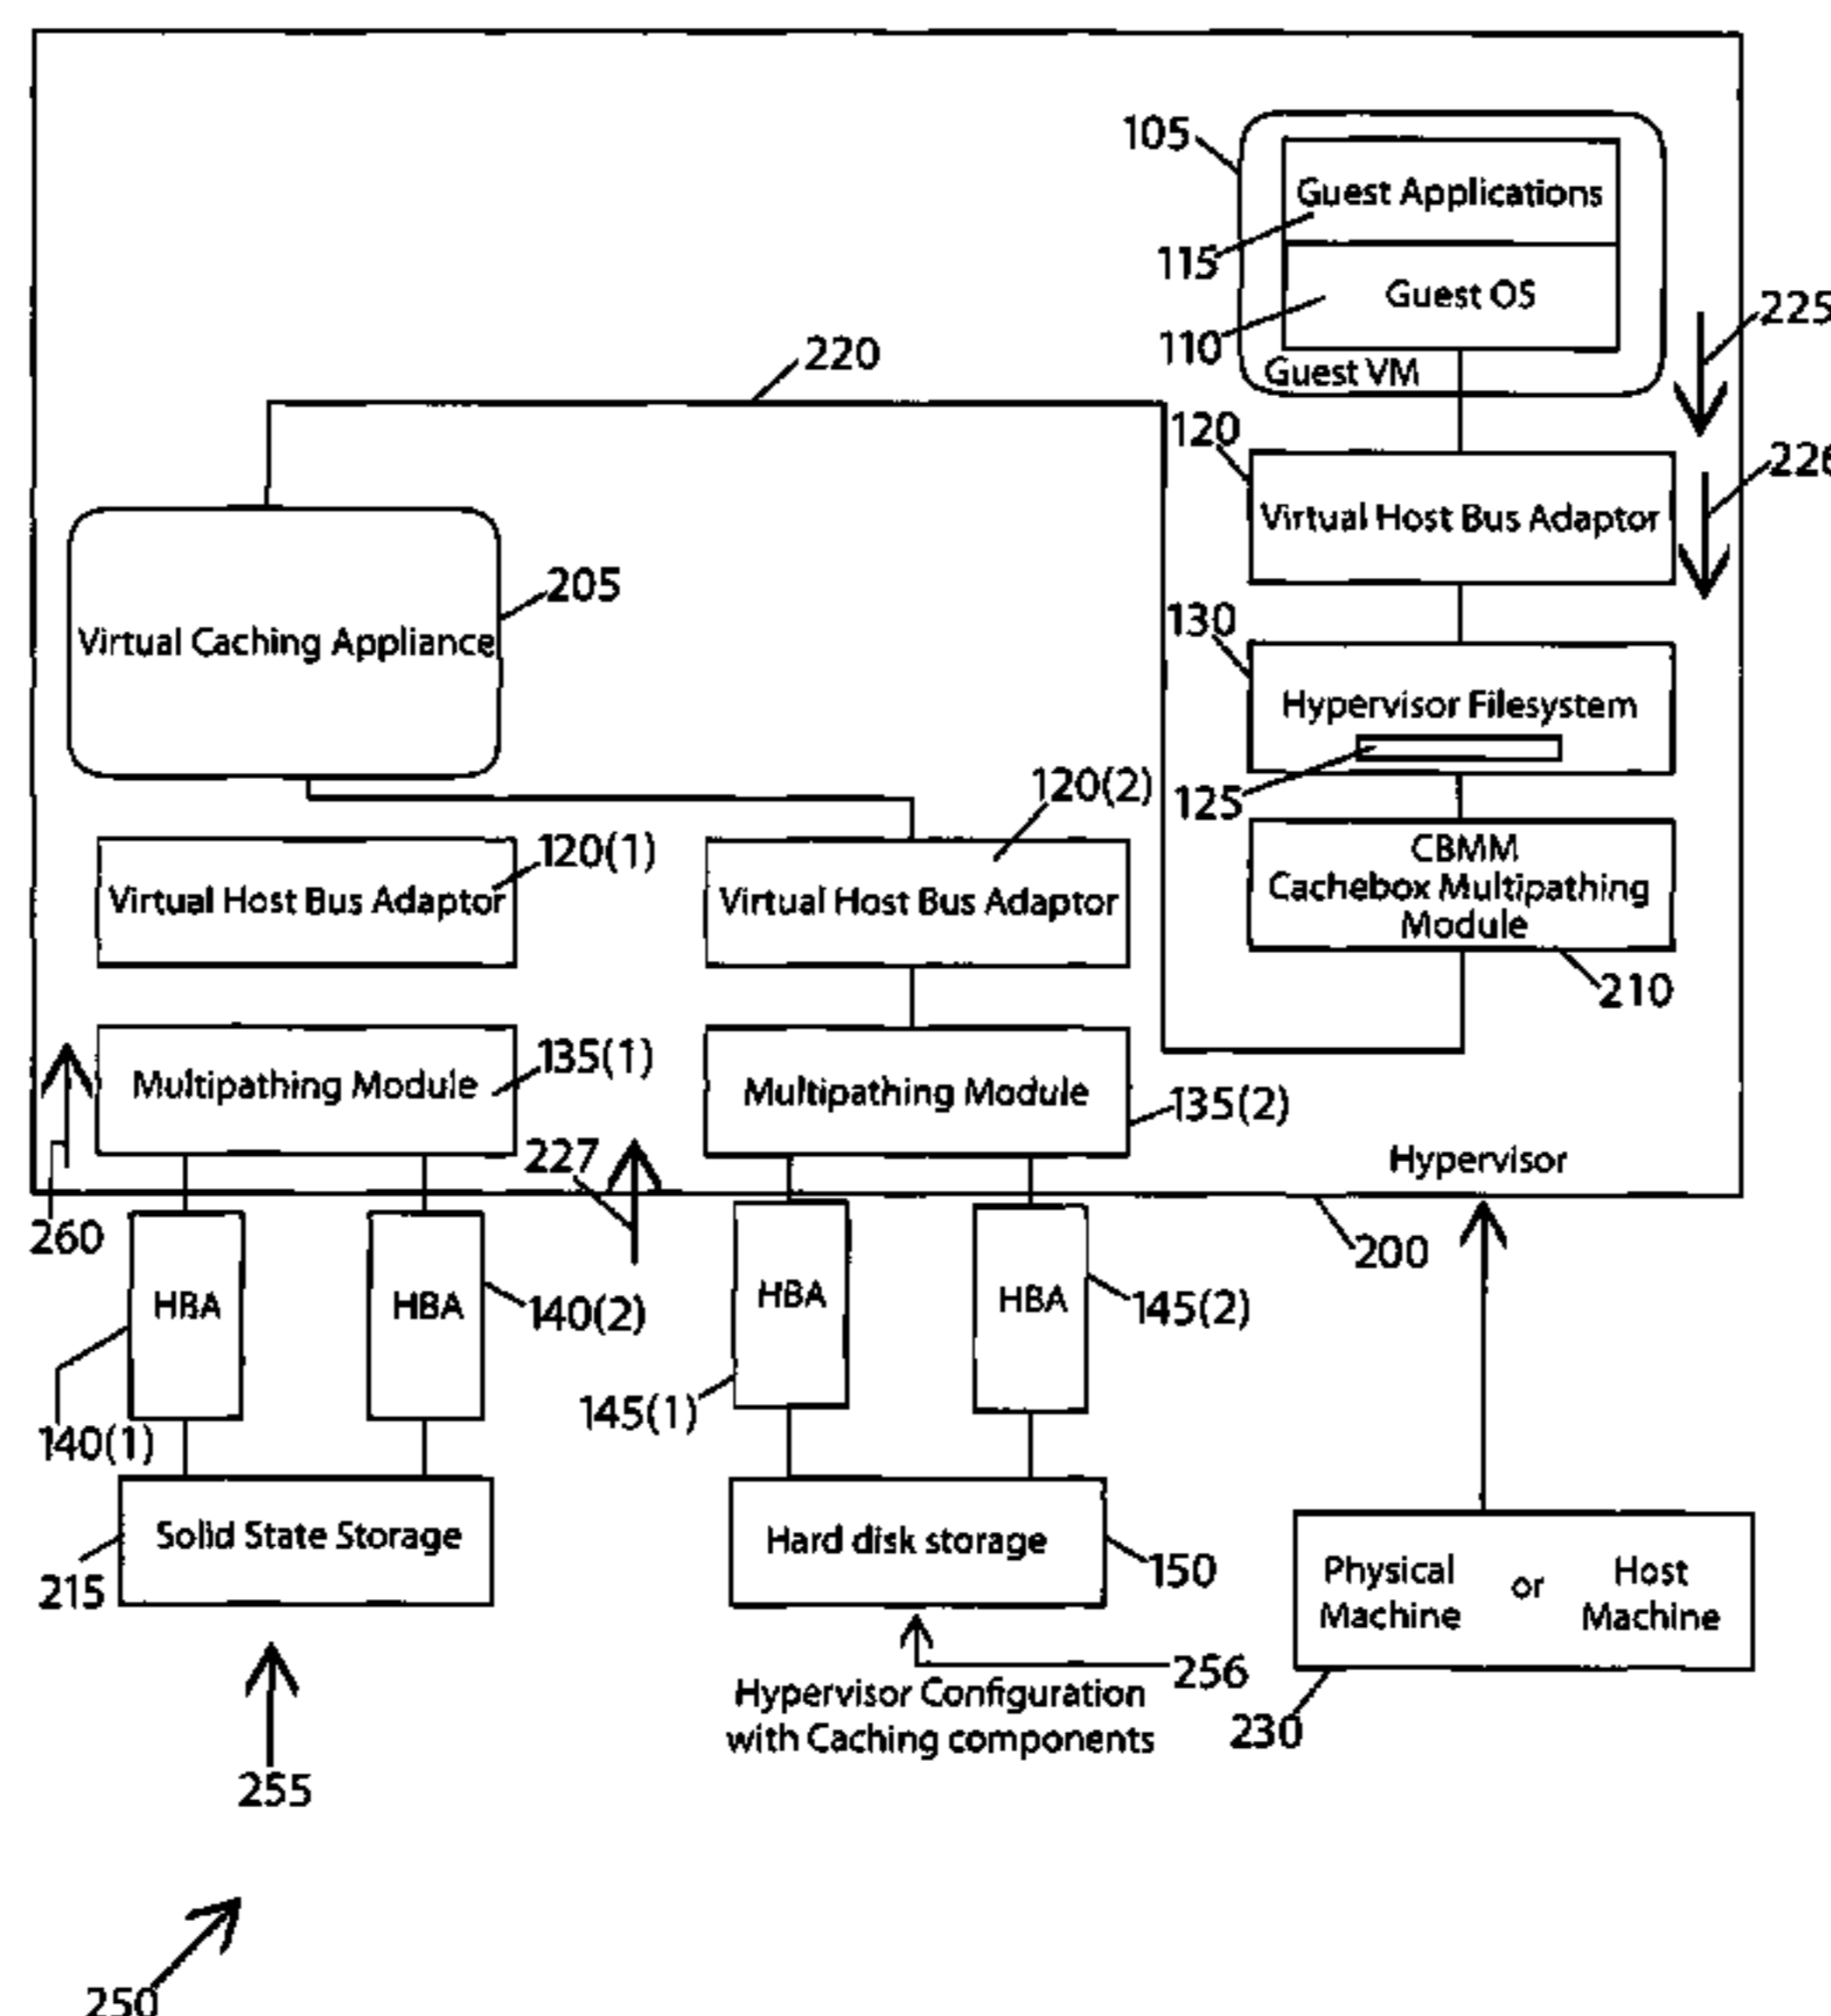 105
Guest Applications
115
Guest OS
110
Guest VM
225
220
120
226
Virtual Host Bus Adaptor
205
Virtual Caching Appliance
130
Hypervisor Filesystem
125
120(2)
120(1)
Virtual Host Bus Adaptor
Virtual Host Bus Adaptor
CBMM
Cachebox Multipathing
Module
210
135(1)
Multipathing Module
Multipathing Module
135(2)
227
Hypervisor
260
200
HBA
HBA
140(2)
HBA
HBA
145(2)
140(1)
145(1)
Solid State Storage
215
Hard disk storage
150
Physical
Machine
or
Host
Machine
256
Hypervisor Configuration
with Caching components
230
255
250